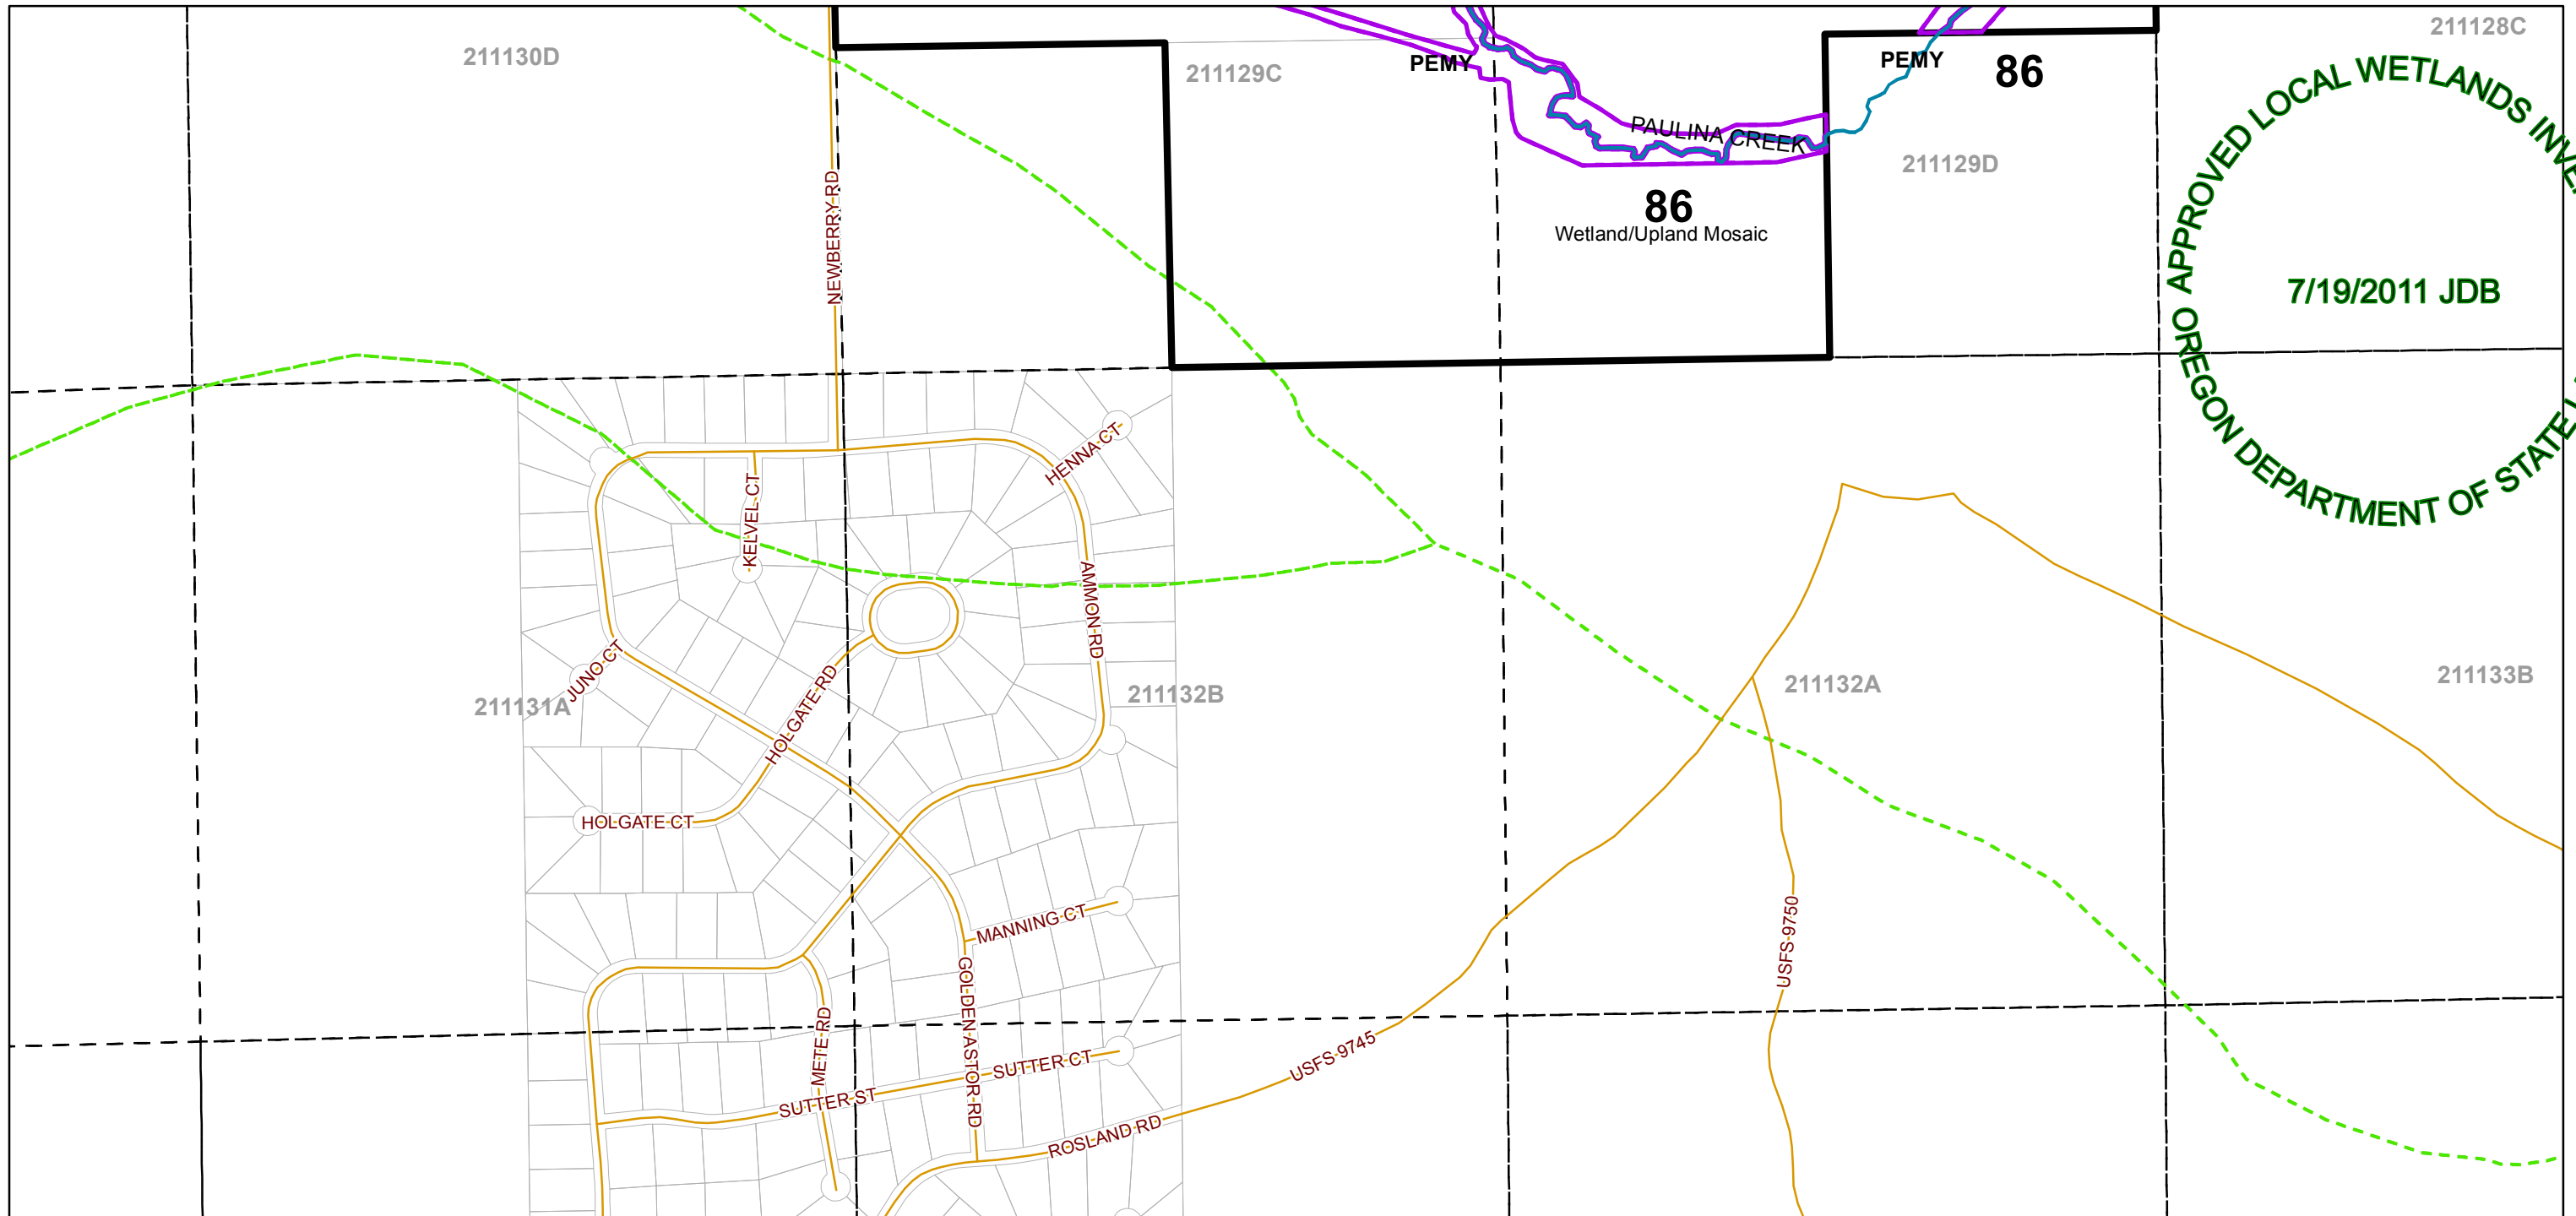 211130D
211129C
PEMY
PEMY
86
211128C
PAULINA CREEK
211129D
86
Wetland/Upland Mosaic
APPROVED LOCAL WETLANDS
7/19/2011 JDB
OREGON DEPARTMENT OF STATE
NEWBERRY RD
HENNA CT
KELVEL CT
AMMON RD
JUNO CT
HOLGATE RD
211131A
211132B
211132A
211133B
HOLGATE CT
MANNING CT
USFS 9750
GOLDEN ASTOR RD
METE RD
SUTTER CT
SUTTER ST
USFS 9745
ROSLAND RD